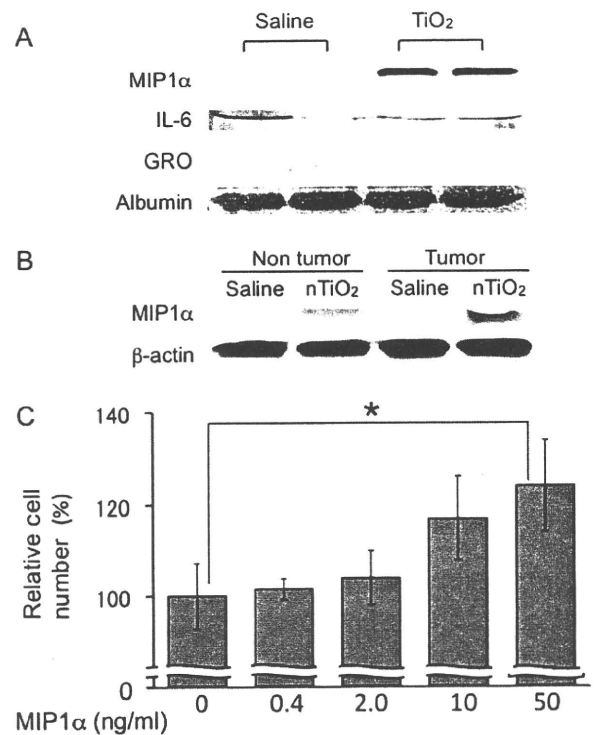 A
Saline TiO₂
MIP1α
IL-6
GRO
Albumin
B
Non tumor Tumor
Saline nTiO₂ Saline nTiO₂
MIP1α
β-actin
C
*
140
120
100
0
Relative cell
number (%)
0 0.4 2.0 10 50
MIP1α (ng/ml)